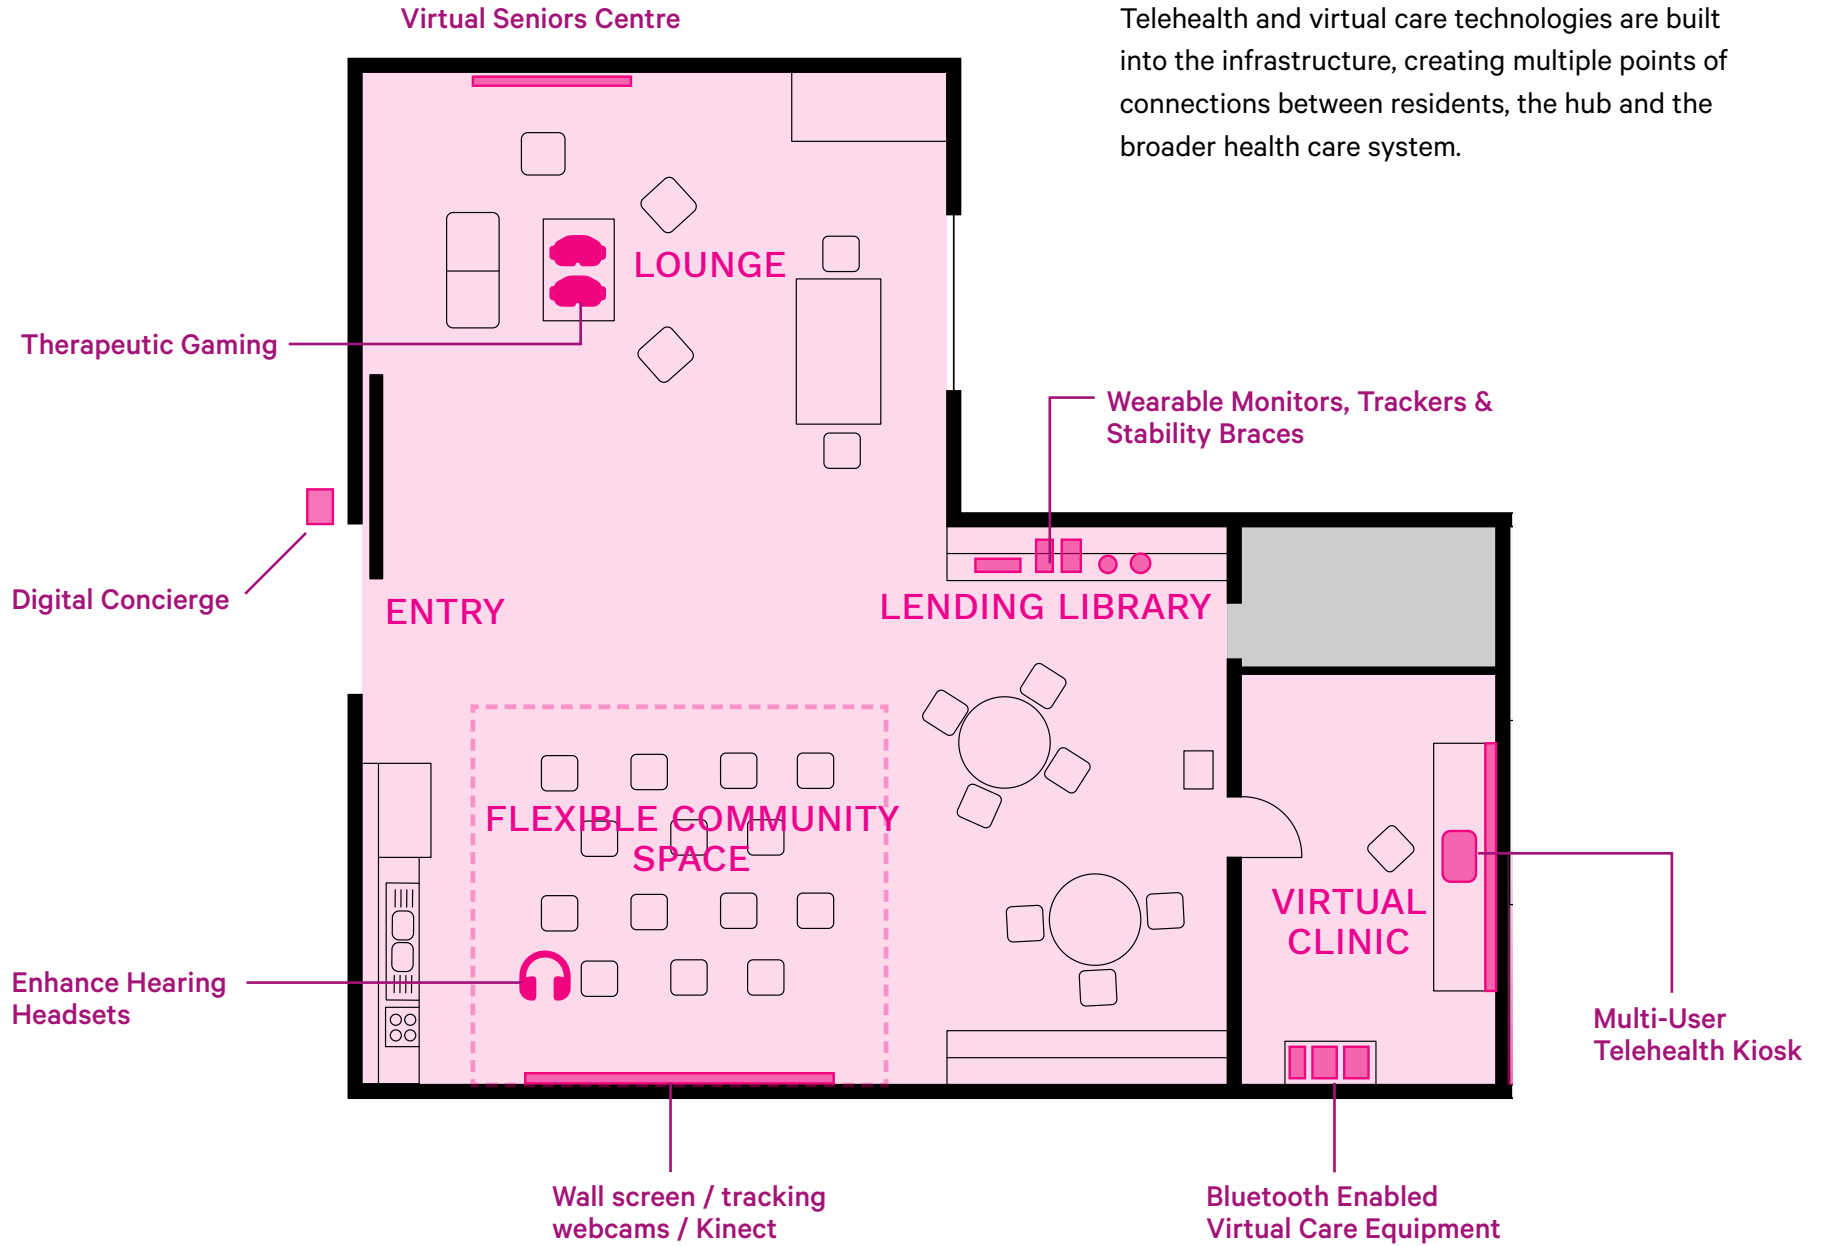 Virtual Seniors Centre
Telehealth and virtual care technologies are built
into the infrastructure, creating multiple points of
connections between residents, the hub and the
broader health care system.
LOUNGE
Therapeutic Gaming
Wearable Monitors, Trackers &
Stability Braces
Digital Concierge
ENTRY
LENDING LIBRARY
FLEXIBLE COMMUNITY
SPACE
VIRTUAL
CLINIC
Enhance Hearing
Headsets
Multi-User
Telehealth Kiosk
Wall screen / tracking
webcams / Kinect
Bluetooth Enabled
Virtual Care Equipment